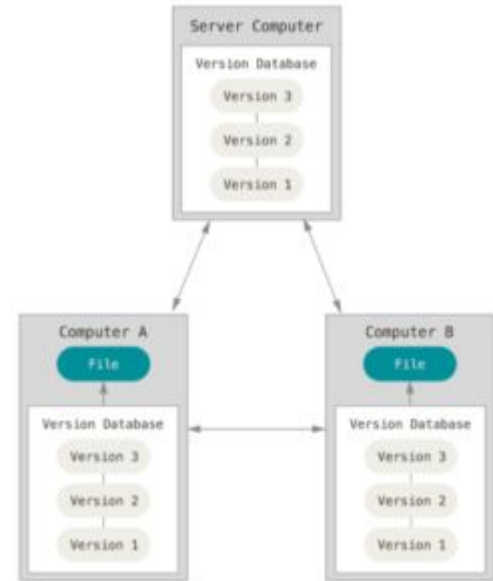 Server Computer
Version Database
Version 3
Version 2
Version 1
Computer A
File
Version Database
Version 3
Version 2
Version 1
Computer B
File
Version Database
Version 3
Version 2
Version 1